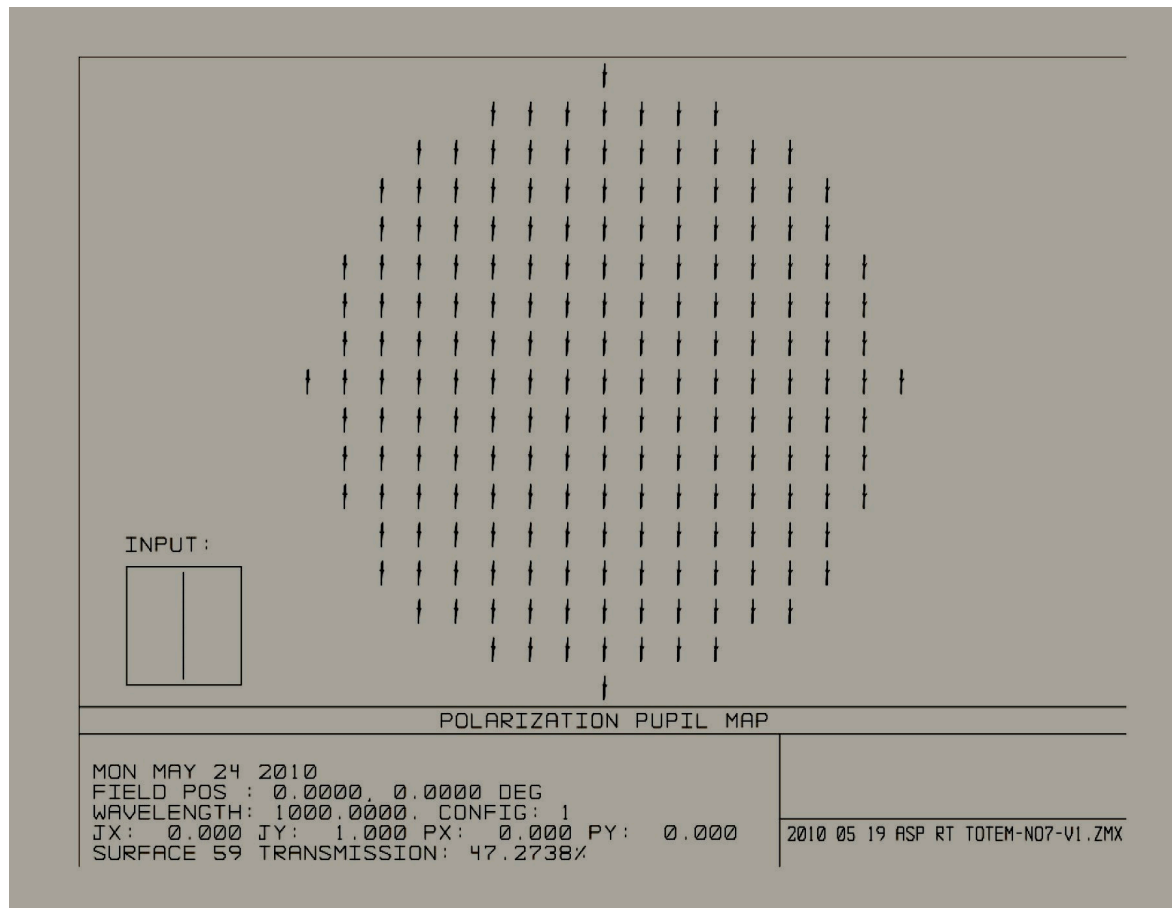 INPUT:
POLARIZATION PUPIL MAP
MON MAY 24 2010
FIELD POS : 0.0000, 0.0000 DEG
WAVELENGTH: 1000.0000. CONFIG: 1
JX: 0.000 JY: 1.000 PX: 0.000 PY: 0.000
SURFACE 59 TRANSMISSION: 47.2738%
2010 05 19 ASP RT TOTEM-NO7-V1.ZMX